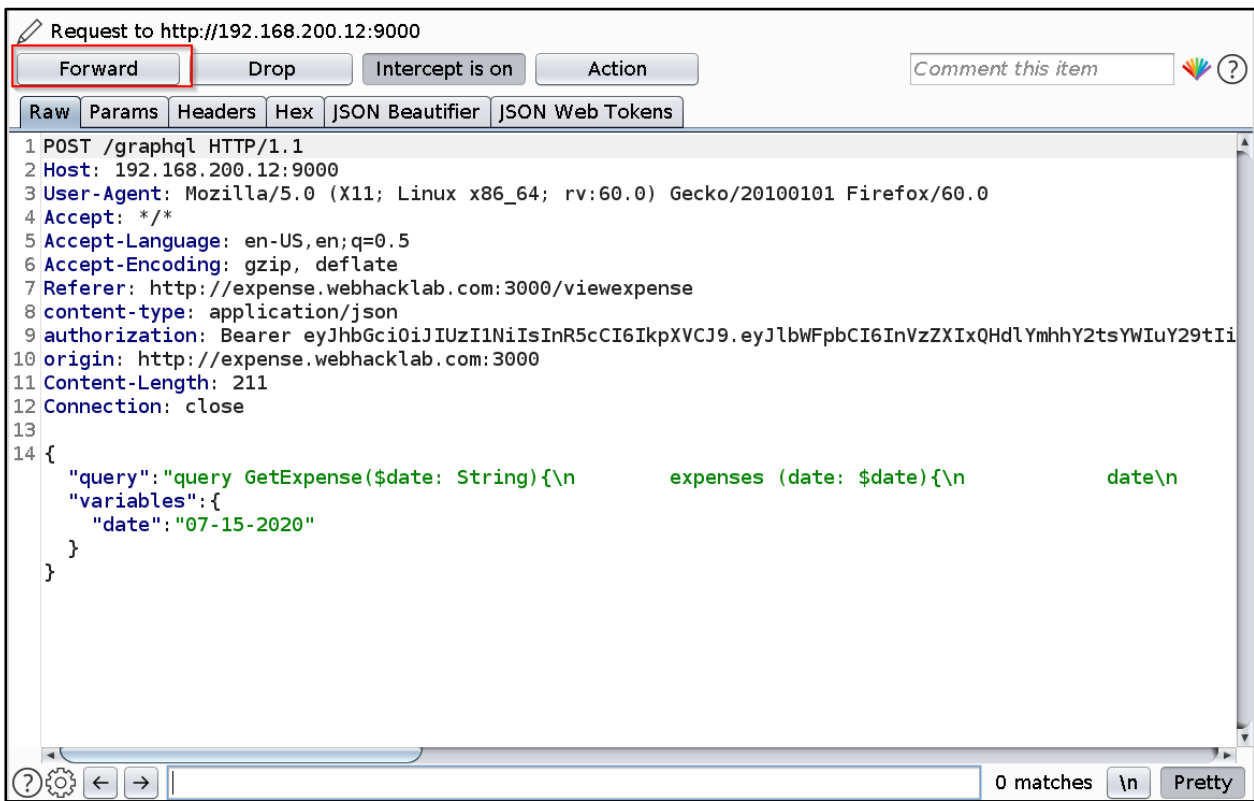 Request to http://192.168.200.12:9000
Forward Drop Intercept is on Action Comment this item ?
Raw Params Headers Hex JSON Beautifier JSON Web Tokens
1 POST /graphql HTTP/1.1
2 Host: 192.168.200.12:9000
3 User-Agent: Mozilla/5.0 (X11; Linux x86_64; rv:60.0) Gecko/20100101 Firefox/60.0
4 Accept: */*
5 Accept-Language: en-US,en;q=0.5
6 Accept-Encoding: gzip, deflate
7 Referer: http://expense.webhacklab.com:3000/viewexpense
8 content-type: application/json
9 authorization: Bearer eyJhbGciOiJIUzI1NiIsInR5cCI6IkpXVCJ9.eyJlbWFpbCI6InVzZXIxQHdlYmhhY2tsYWIuY29tIi
10 origin: http://expense.webhacklab.com:3000
11 Content-Length: 211
12 Connection: close
13
14 {
"query":"query GetExpense($date: String){\n expenses (date: $date){\n date\n
"variables":{
"date":"07-15-2020"
}
}
? ← → 0 matches \n Pretty